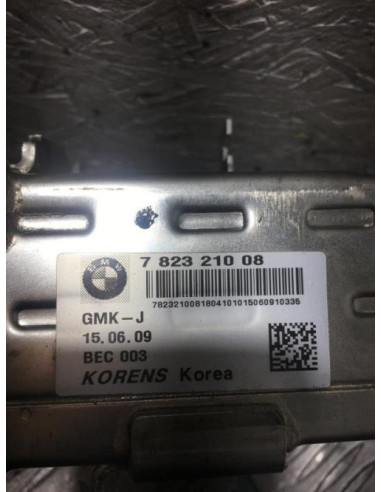 BMW
7 823 210 08
7823210081804101015060910335
GMK-J
15.06.09
BEC 003
KORENS Korea